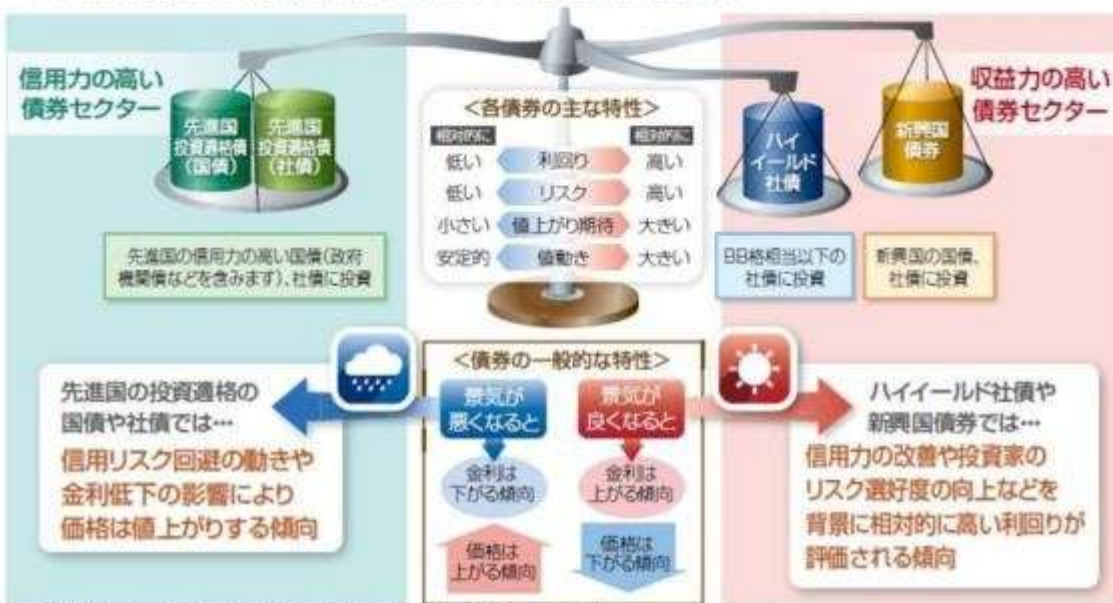 信用力の高い
債券セクター
先進国
投資適格債
(国債)
先進国
投資適格債
(社債)
先進国の信用力の高い国債(政府
機関債などを含みます)、社債に投資
<各債券の主な特性>
相対的に
相対的に
低い 利回り 高い
低い リスク 高い
小さい 値上がり期待 大きい
安定的 値動き 大きい
収益力の高い
債券セクター
ハイ
イールド
社債
新興国
債券
BB格相当以下の
社債に投資
新興国の国債、
社債に投資
<債券の一般的な特性>
景気が
悪くなると
金利は
下がる傾向
価格は
上がる傾向
景気が
良くなると
金利は
上がる傾向
価格は
下がる傾向
先進国の投資適格の
国債や社債では…
信用リスク回避の動きや
金利低下の影響により
価格は値上がりする傾向
ハイイールド社債や
新興国債券では…
信用力の改善や投資家の
リスク選好度の向上などを
背景に相対的に高い利回りが
評価される傾向